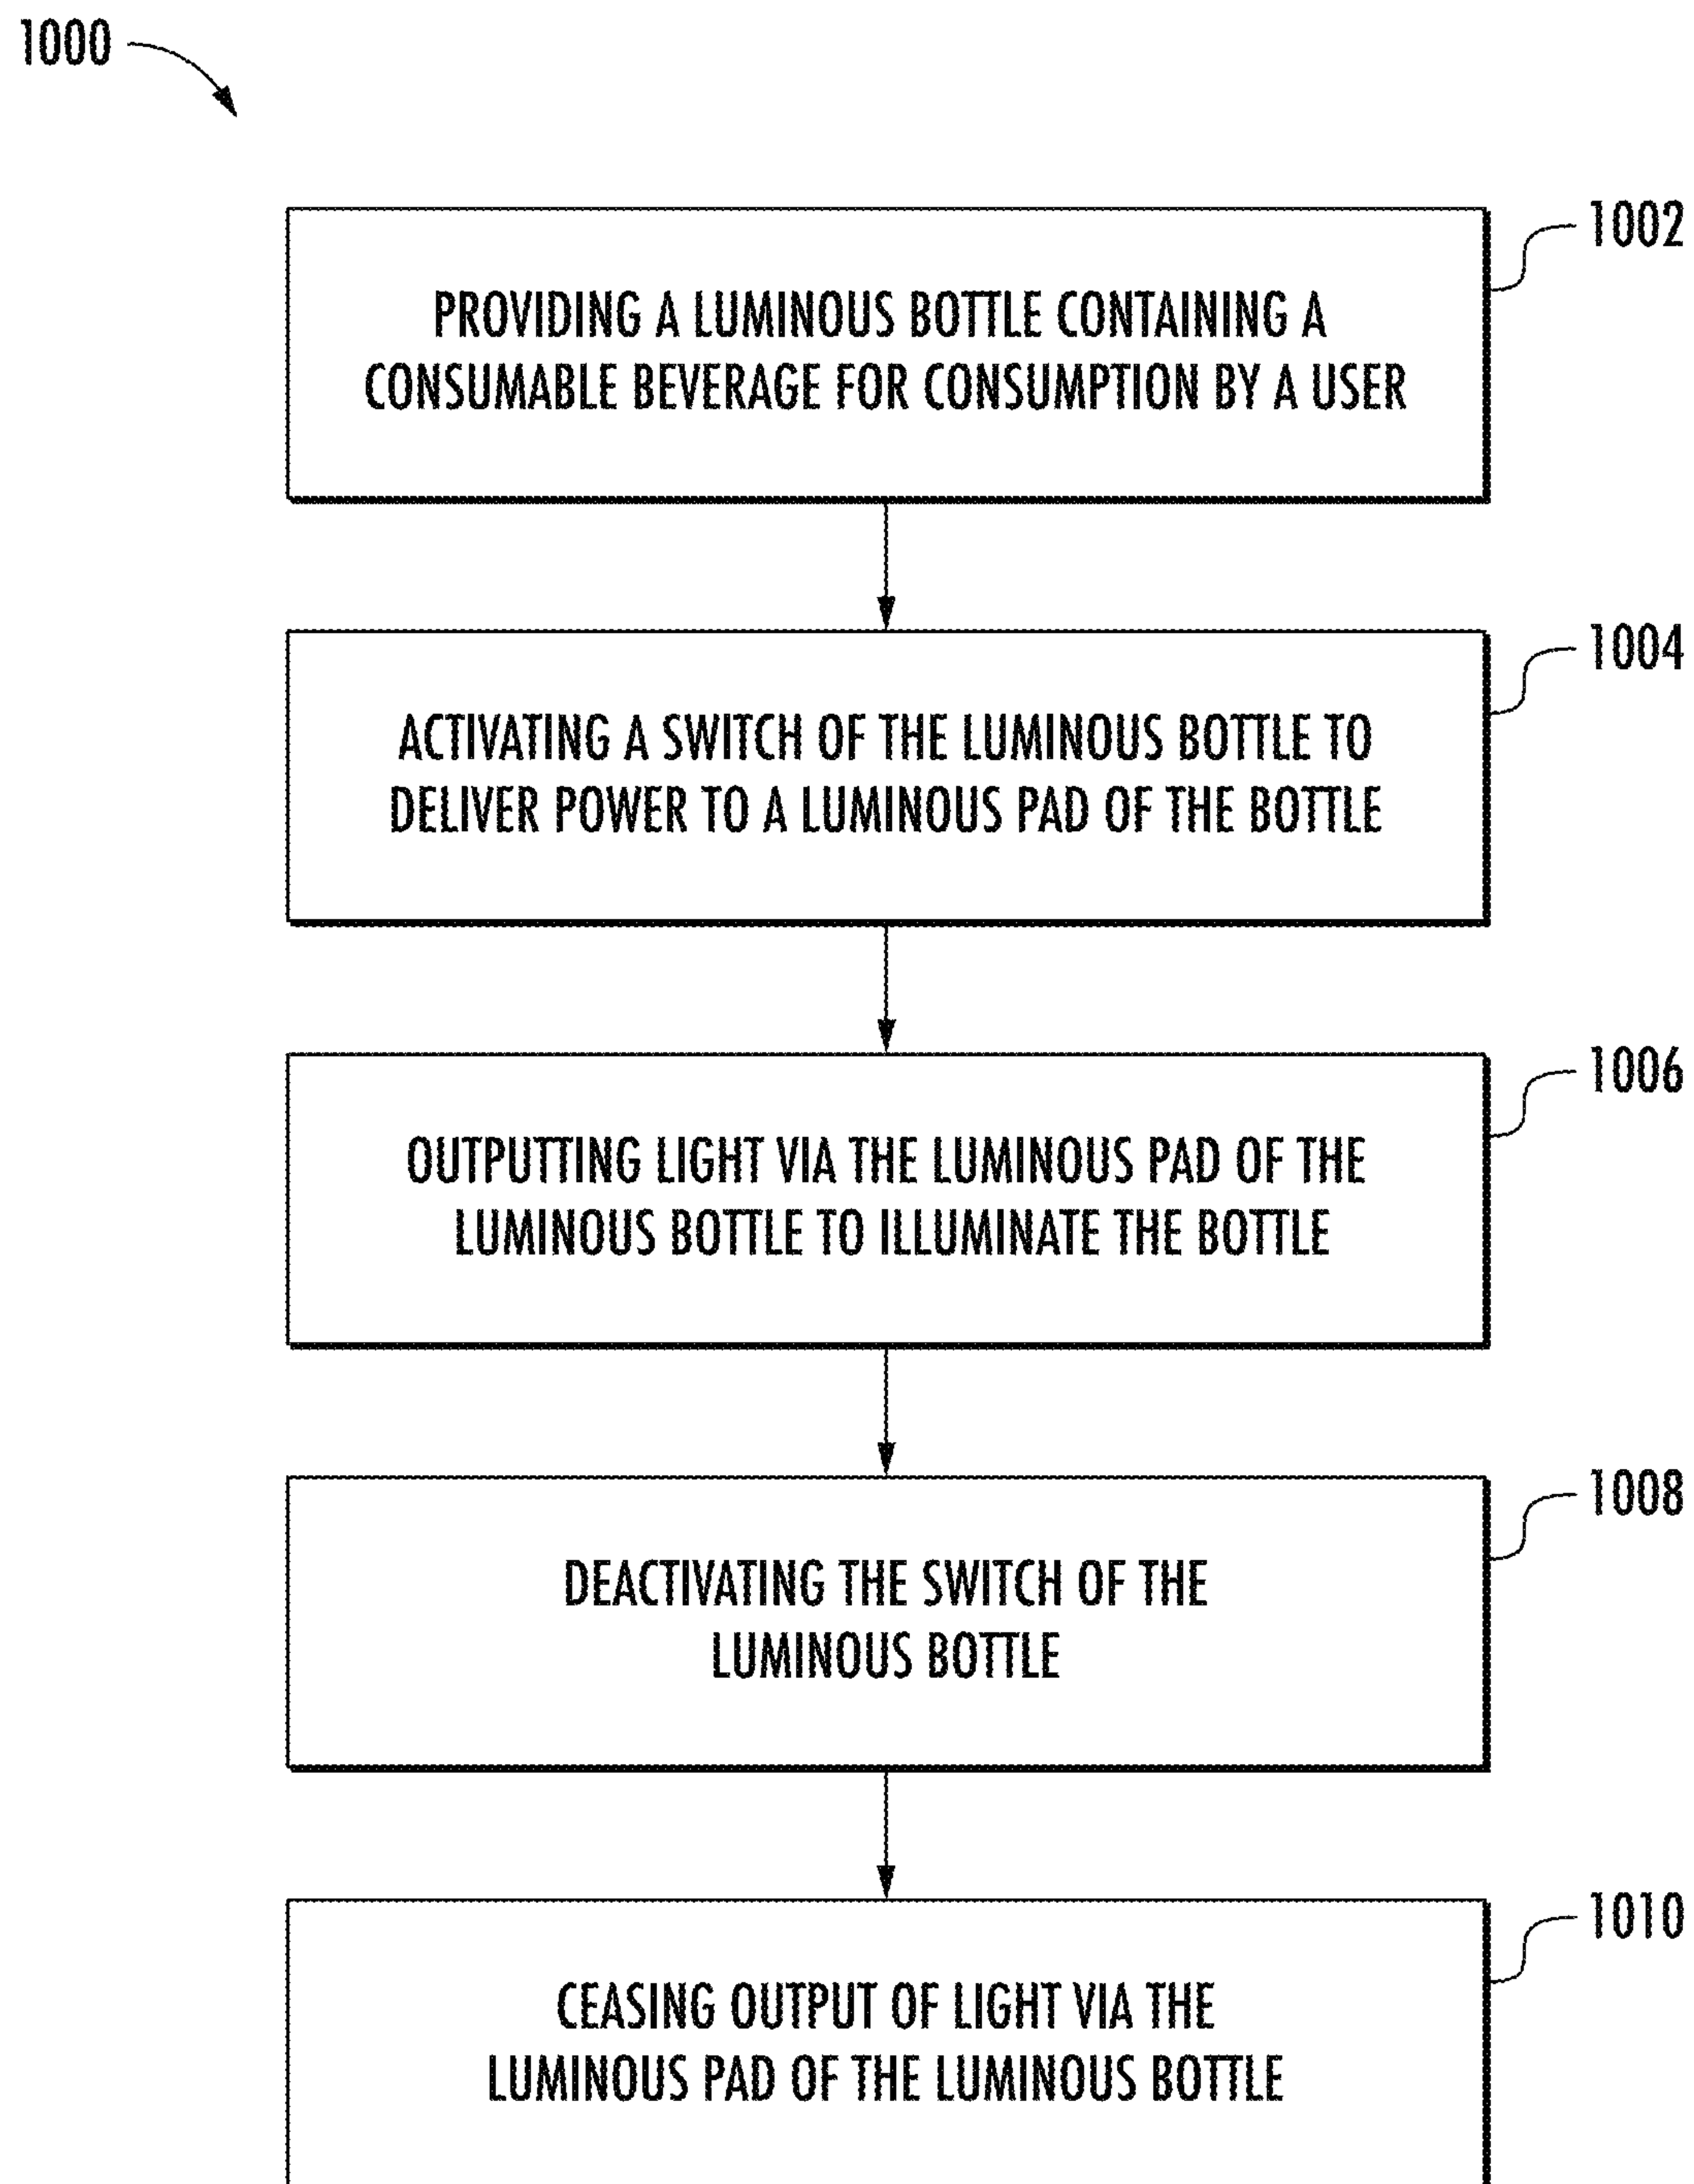 1000
1002
PROVIDING A LUMINOUS BOTTLE CONTAINING A
CONSUMABLE BEVERAGE FOR CONSUMPTION BY A USER
1004
ACTIVATING A SWITCH OF THE LUMINOUS BOTTLE TO
DELIVER POWER TO A LUMINOUS PAD OF THE BOTTLE
1006
OUTPUTTING LIGHT VIA THE LUMINOUS PAD OF THE
LUMINOUS BOTTLE TO ILLUMINATE THE BOTTLE
1008
DEACTIVATING THE SWITCH OF THE
LUMINOUS BOTTLE
1010
CEASING OUTPUT OF LIGHT VIA THE
LUMINOUS PAD OF THE LUMINOUS BOTTLE